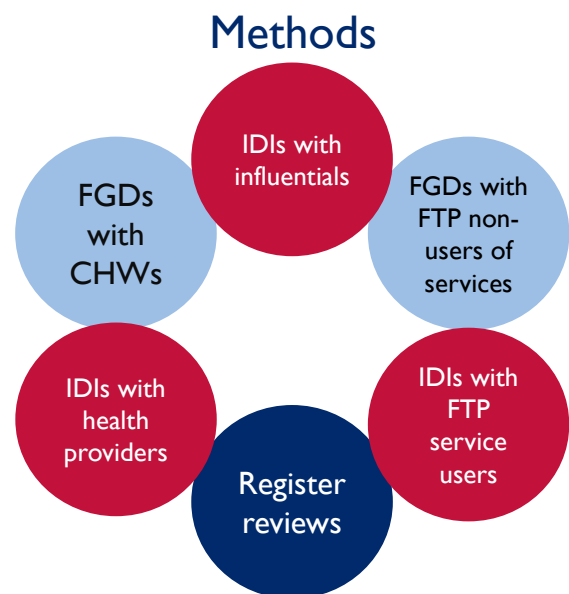 Methods
IDIs with
influentials
FGDs with
FTP non-
users of
services
IDIs with
FTP
service
users
Register
reviews
IDIs with
health
providers
FGDs
with
CHWs